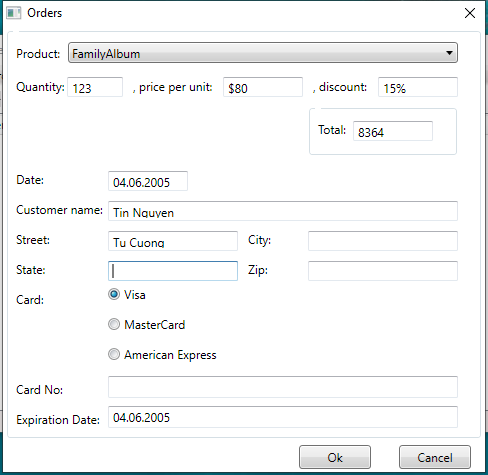 Orders
Product: FamilyAlbum
Quantity: 123 , price per unit: $80 , discount: 15%
Total: 8364
Date: 04.06.2005
Customer name: Tin Nguyen
Street: Tu Cuong City:
State: Zip:
Card: Visa
MasterCard
American Express
Card No:
Expiration Date: 04.06.2005
Ok Cancel